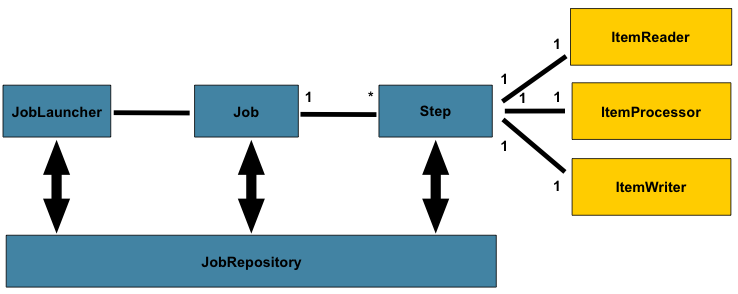 ItemReader
1
1
JobLauncher
Job
1
*
Step
1
1
ItemProcessor
1
1
ItemWriter
JobRepository